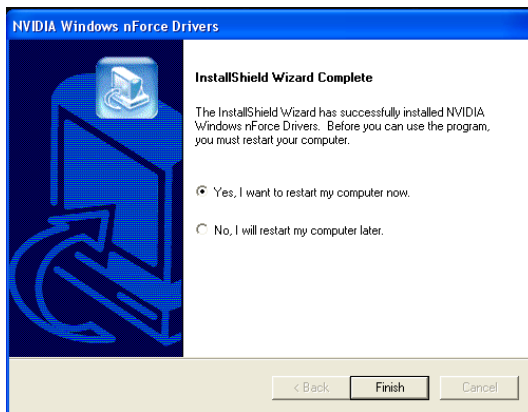 NVIDIA Windows nForce Drivers
InstallShield Wizard Complete
The InstallShield Wizard has successfully installed NVIDIA
Windows nForce Drivers. Before you can use the program,
you must restart your computer.
Yes, I want to restart my computer now.
No, I will restart my computer later.
< Back Finish Cancel